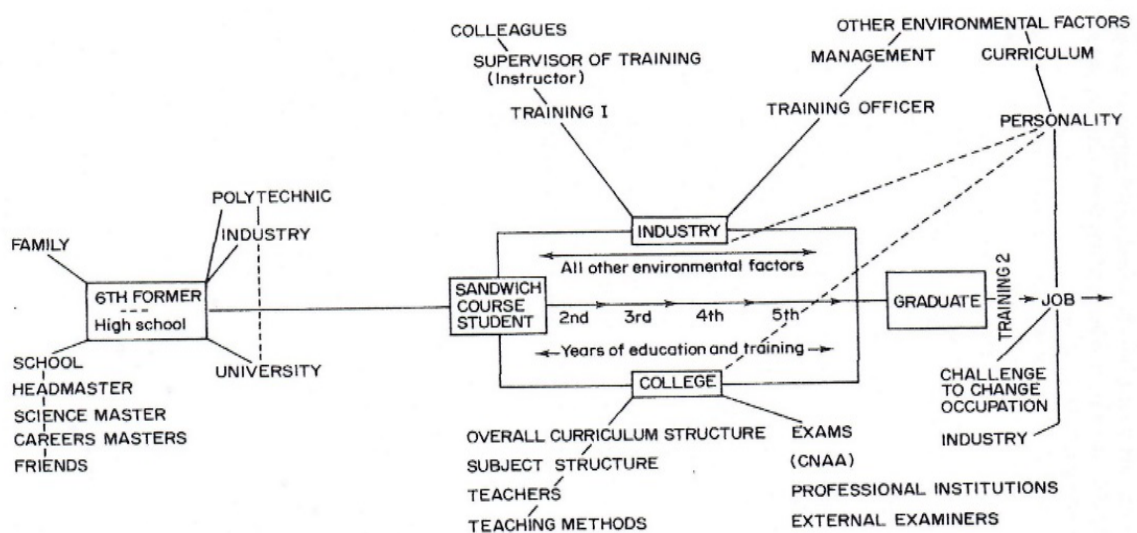 COLLEAGUES
SUPERVISOR OF TRAINING
(Instructor)
TRAINING I
OTHER ENVIRONMENTAL FACTORS
MANAGEMENT
CURRICULUM
TRAINING OFFICER
PERSONALITY
POLYTECHNIC
INDUSTRY
FAMILY
6TH FORMER
High school
UNIVERSITY
SCHOOL
HEADMASTER
SCIENCE MASTER
CAREERS MASTERS
FRIENDS
INDUSTRY
All other environmental factors
SANDWICH
COURSE
STUDENT
2nd
3rd
4th
5th
Years of education and training
COLLEGE
GRADUATE
TRAINING 2
JOB
CHALLENGE
TO CHANGE
OCCUPATION
INDUSTRY
OVERALL CURRICULUM STRUCTURE
SUBJECT STRUCTURE
TEACHERS
TEACHING METHODS
EXAMS
(CNAA)
PROFESSIONAL INSTITUTIONS
EXTERNAL EXAMINERS